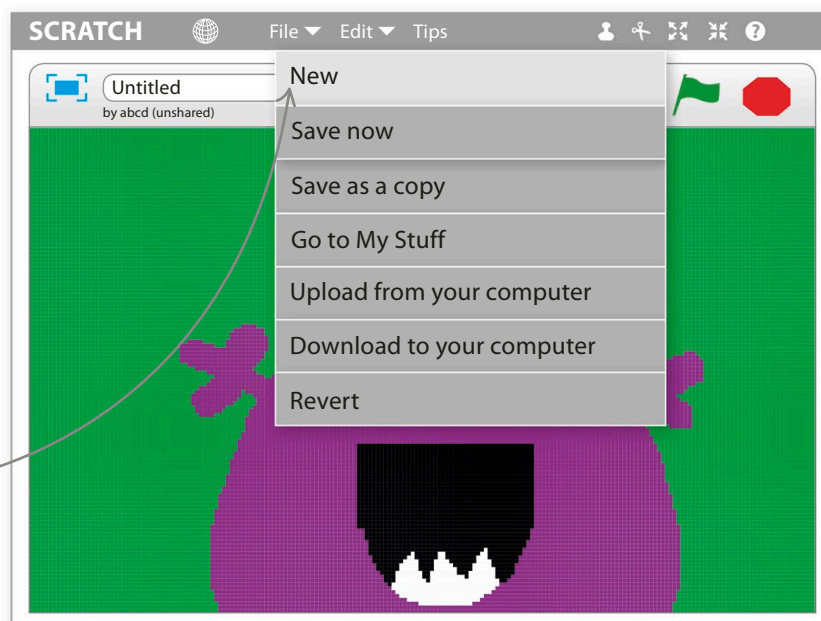 SCRATCH File Edit Tips ?
Untitled
by abcd (unshared)
New
Save now
Save as a copy
Go to My Stuff
Upload from your computer
Download to your computer
Revert